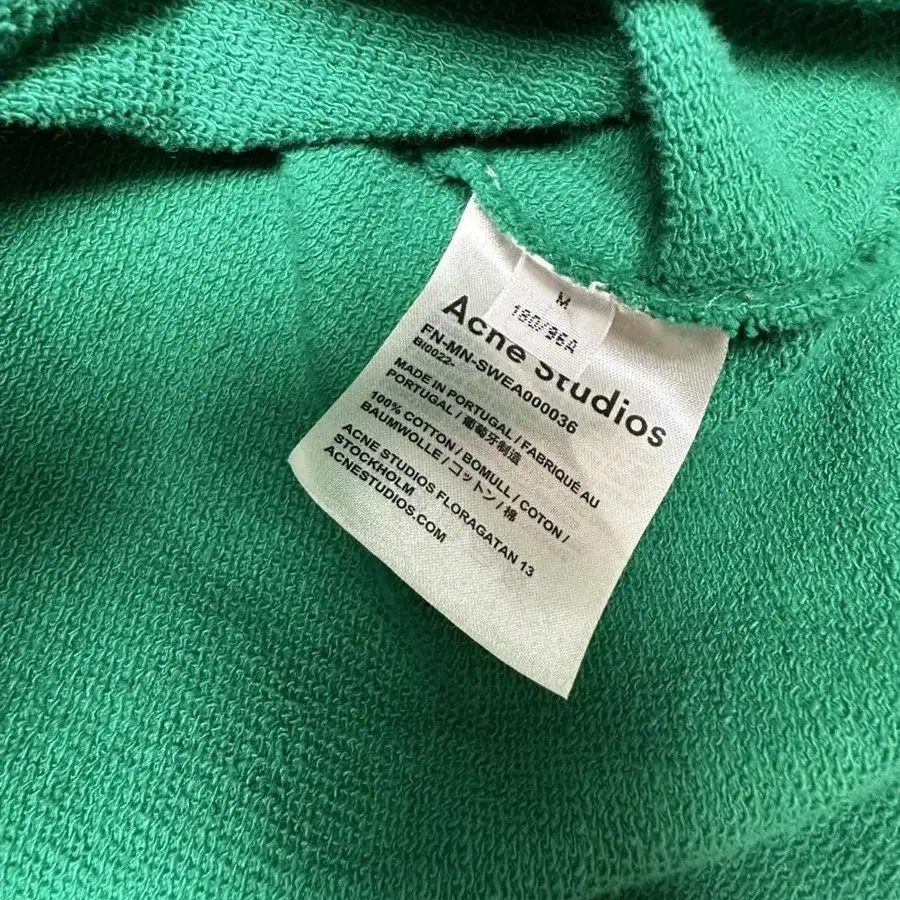 M
180/96A
Acne Studios
FN-MN-SWEA000036
BI0022-
MADE IN PORTUGAL / FABRIQUÉ AU
PORTUGAL / 葡萄牙制造
100% COTTON / BOMULL / COTON /
BAUMWOLLE / コットン / 棉
ACNE STUDIOS FLORAGATAN 13
STOCKHOLM
ACNESTUDIOS.COM